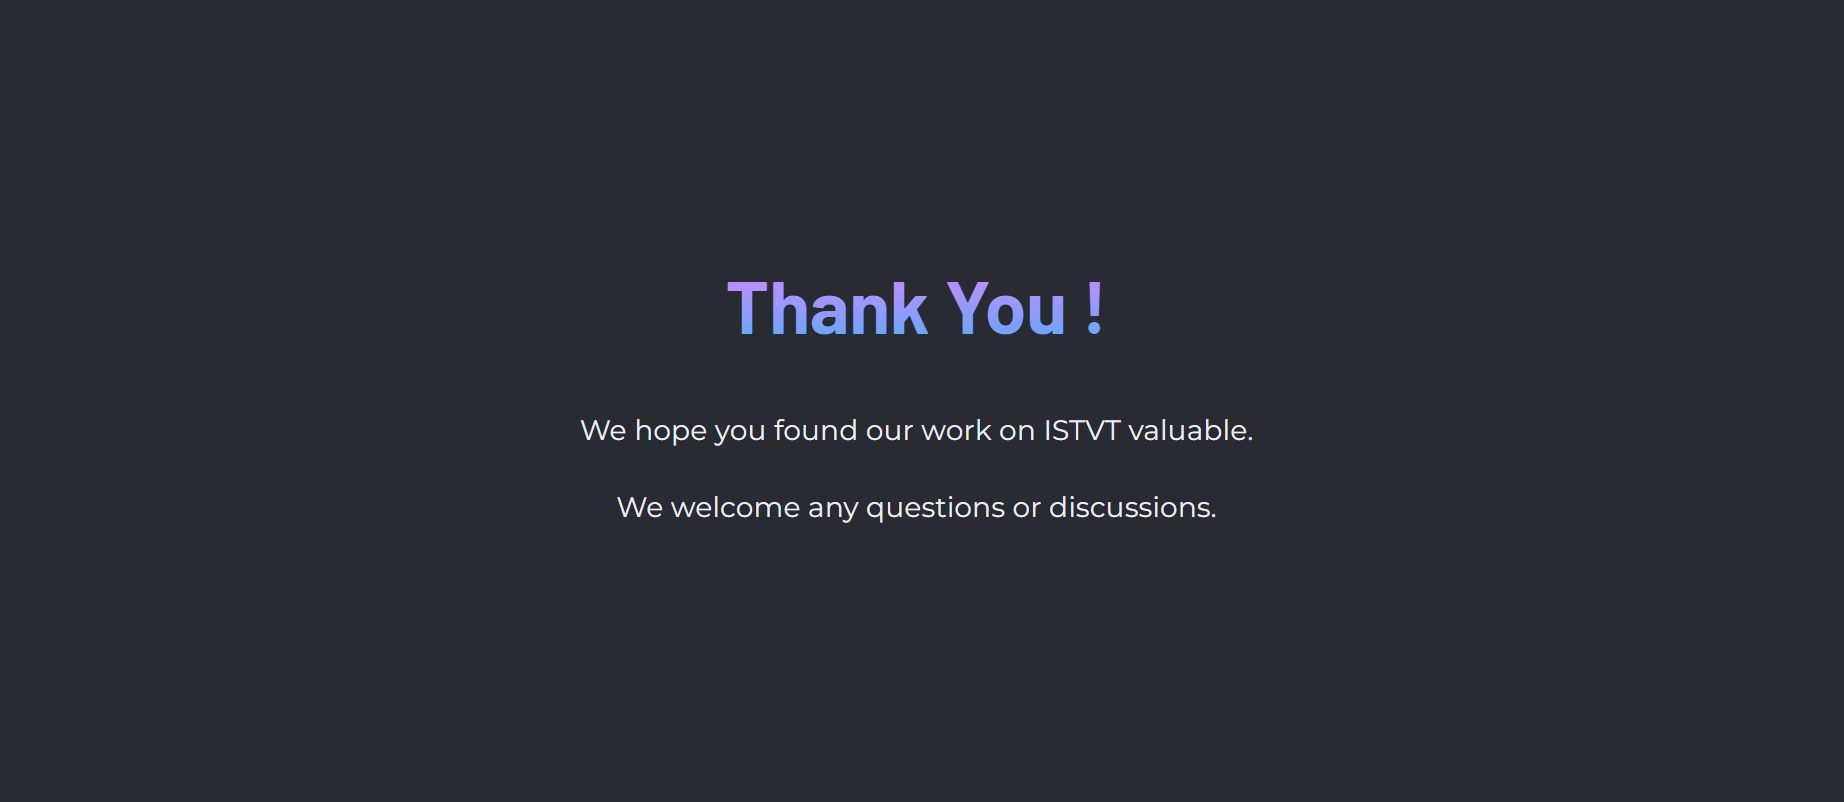 Thank You !
We hope you found our work on ISTVT valuable.
We welcome any questions or discussions.